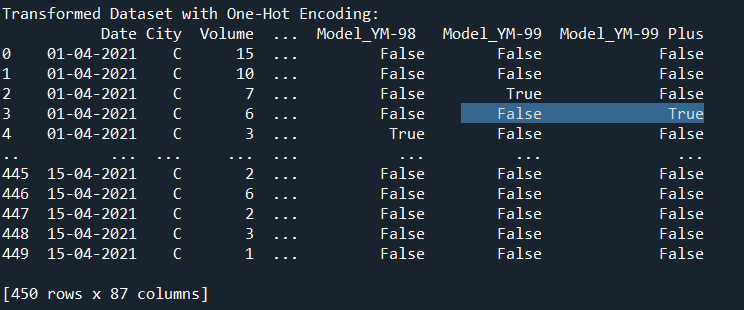 Transformed Dataset with One-Hot Encoding:
Date City Volume ... Model_YM-98 Model_YM-99 Model_YM-99 Plus
0 01-04-2021 C 15 ... False False False
1 01-04-2021 C 10 ... False False False
2 01-04-2021 C 7 ... False True False
3 01-04-2021 C 6 ... False False True
4 01-04-2021 C 3 ... True False False
.. ... ... ... ... ... ... ...
445 15-04-2021 C 2 ... False False False
446 15-04-2021 C 6 ... False False False
447 15-04-2021 C 2 ... False False False
448 15-04-2021 C 3 ... False False False
449 15-04-2021 C 1 ... False False False
[450 rows x 87 columns]